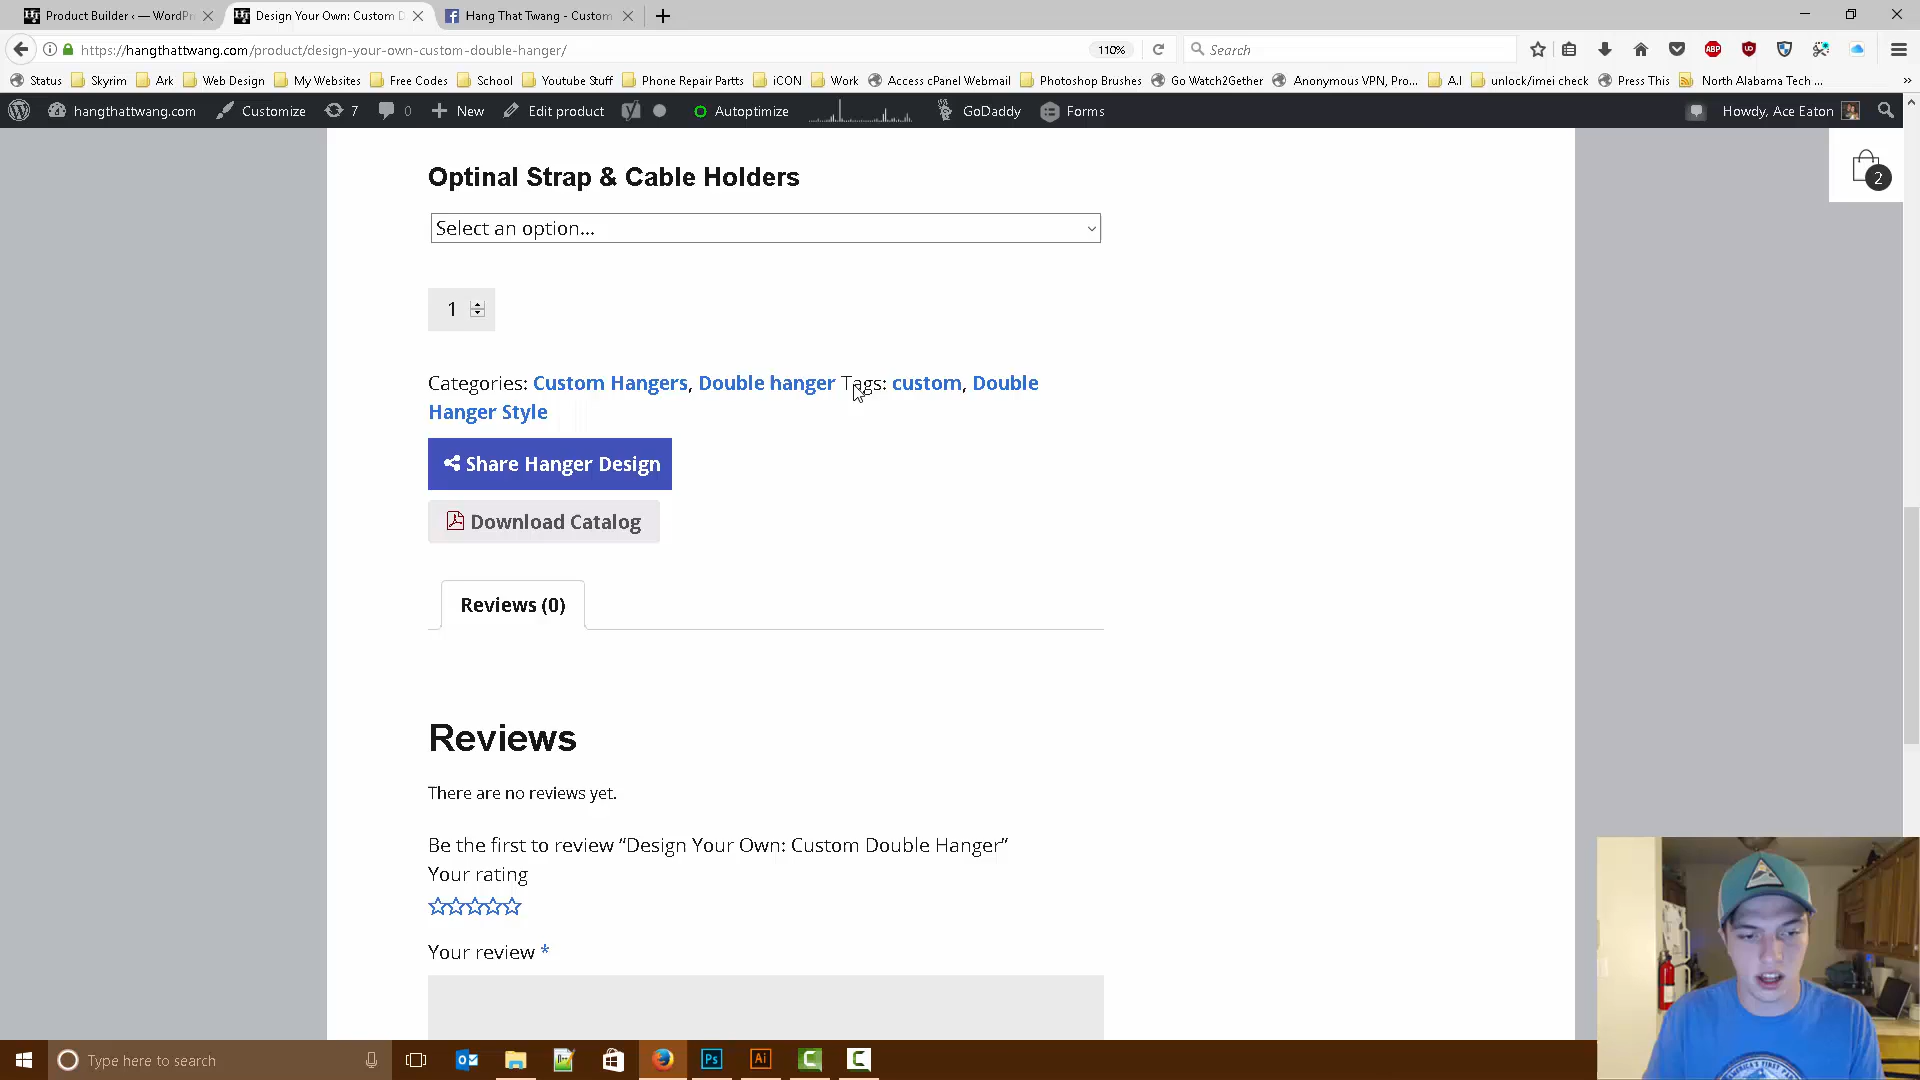 Product Builder ‹ — WordPr
Design Your Own: Custom D
Hang That Twang - Custom
https://hangthattwang.com/product/design-your-own-custom-double-hanger/
110%
Search
ABP
Status
Skyrim
Ark
Web Design
My Websites
Free Codes
School
Youtube Stuff
Phone Repair Partts
iCON
Work
Access cPanel Webmail
Photoshop Brushes
Go Watch2Gether
Anonymous VPN, Pro...
A.I
unlock/imei check
Press This
North Alabama Tech ...
hangthattwang.com
Customize
7
0
New
Edit product
Autoptimize
GoDaddy
Forms
Howdy, Ace Eaton
2
Optinal Strap & Cable Holders
Select an option...
1
Categories: Custom Hangers, Double hanger Tags: custom, Double
Hanger Style
Share Hanger Design
Download Catalog
Reviews (0)
Reviews
There are no reviews yet.
Be the first to review “Design Your Own: Custom Double Hanger”
Your rating
Your review *
Type here to search
Ps
Ai